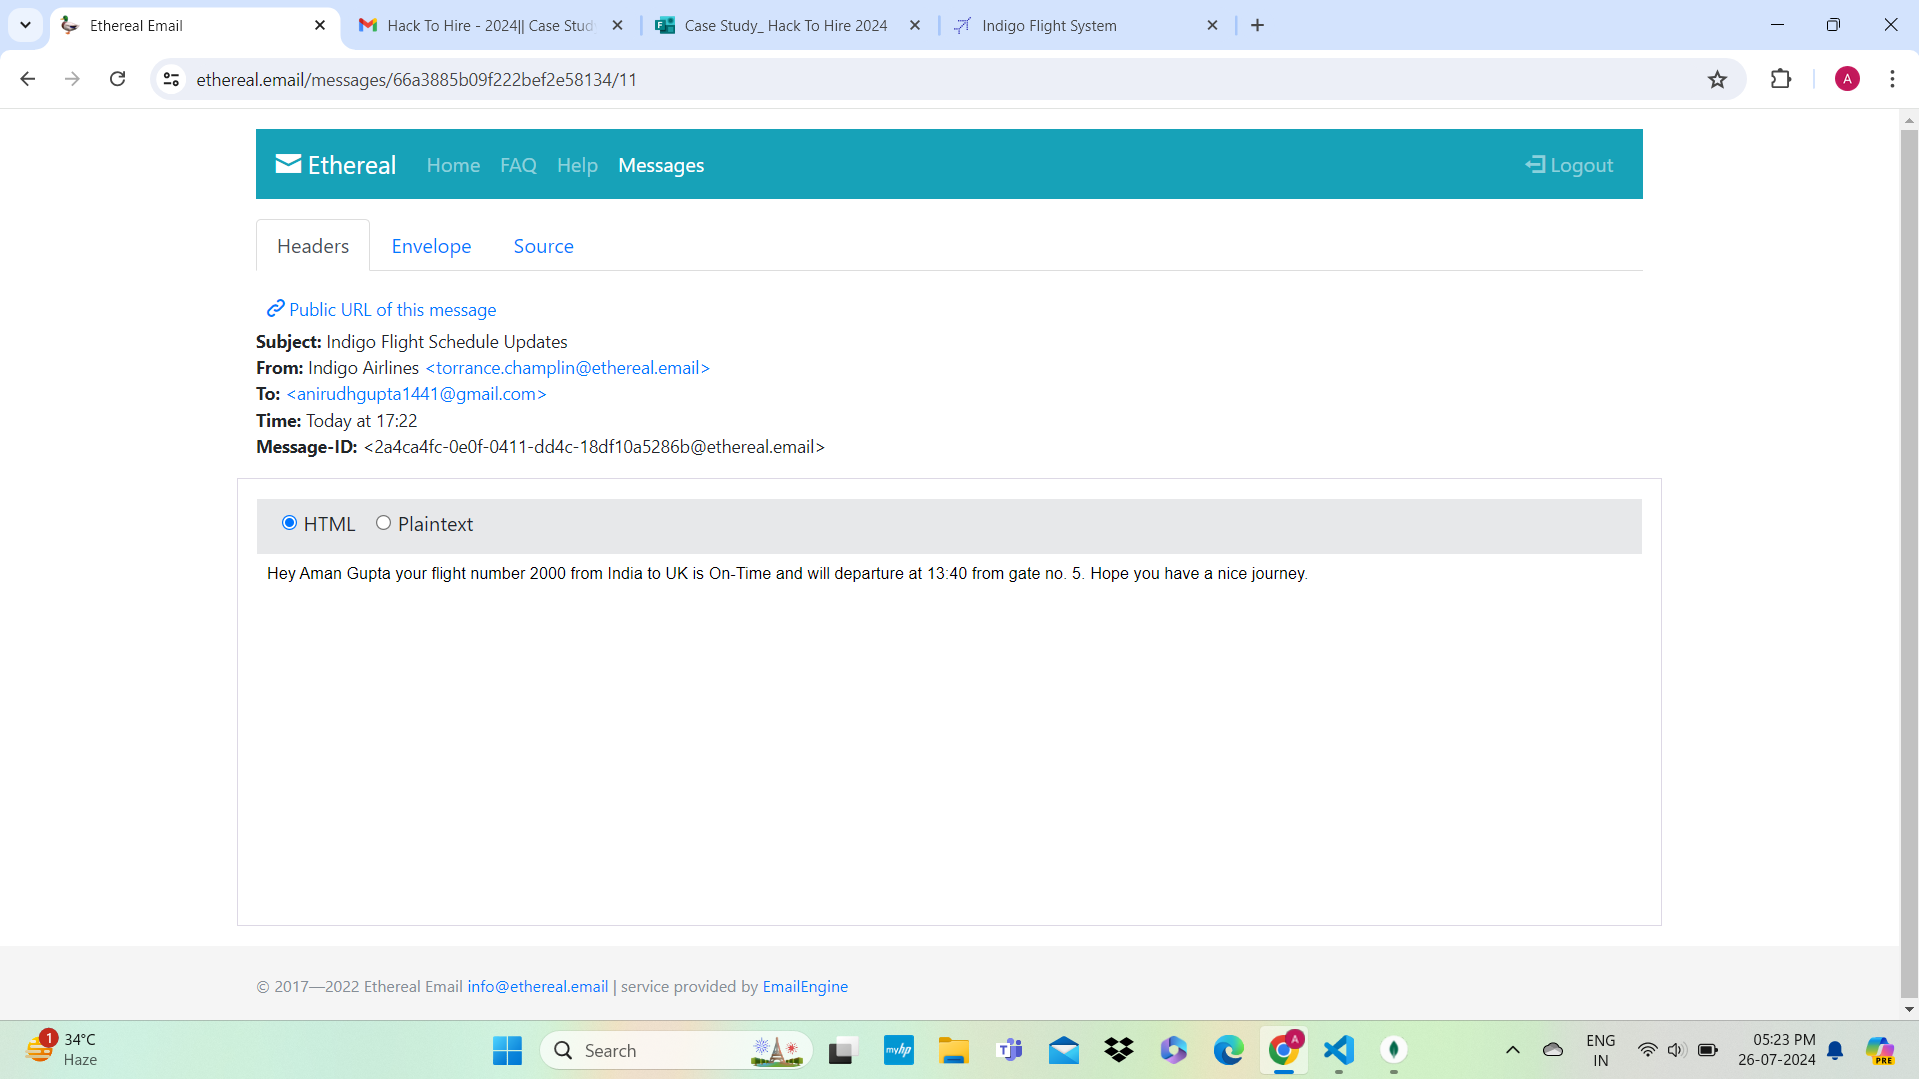 Ethereal Email
Hack To Hire - 2024|| Case Stud
Case Study_ Hack To Hire 2024
Indigo Flight System
ethereal.email/messages/66a3885b09f222bef2e58134/11
A
Ethereal Home FAQ Help Messages Logout
Headers Envelope Source
Public URL of this message
Subject: Indigo Flight Schedule Updates
From: Indigo Airlines <torrance.champlin@ethereal.email>
To: <anirudhgupta1441@gmail.com>
Time: Today at 17:22
Message-ID: <2a4ca4fc-0e0f-0411-dd4c-18df10a5286b@ethereal.email>
HTML Plaintext
Hey Aman Gupta your flight number 2000 from India to UK is On-Time and will departure at 13:40 from gate no. 5. Hope you have a nice journey.
© 2017—2022 Ethereal Email info@ethereal.email | service provided by EmailEngine
1
34°C
Haze
Search
myhp
A
ENG
IN
05:23 PM
26-07-2024
PRE